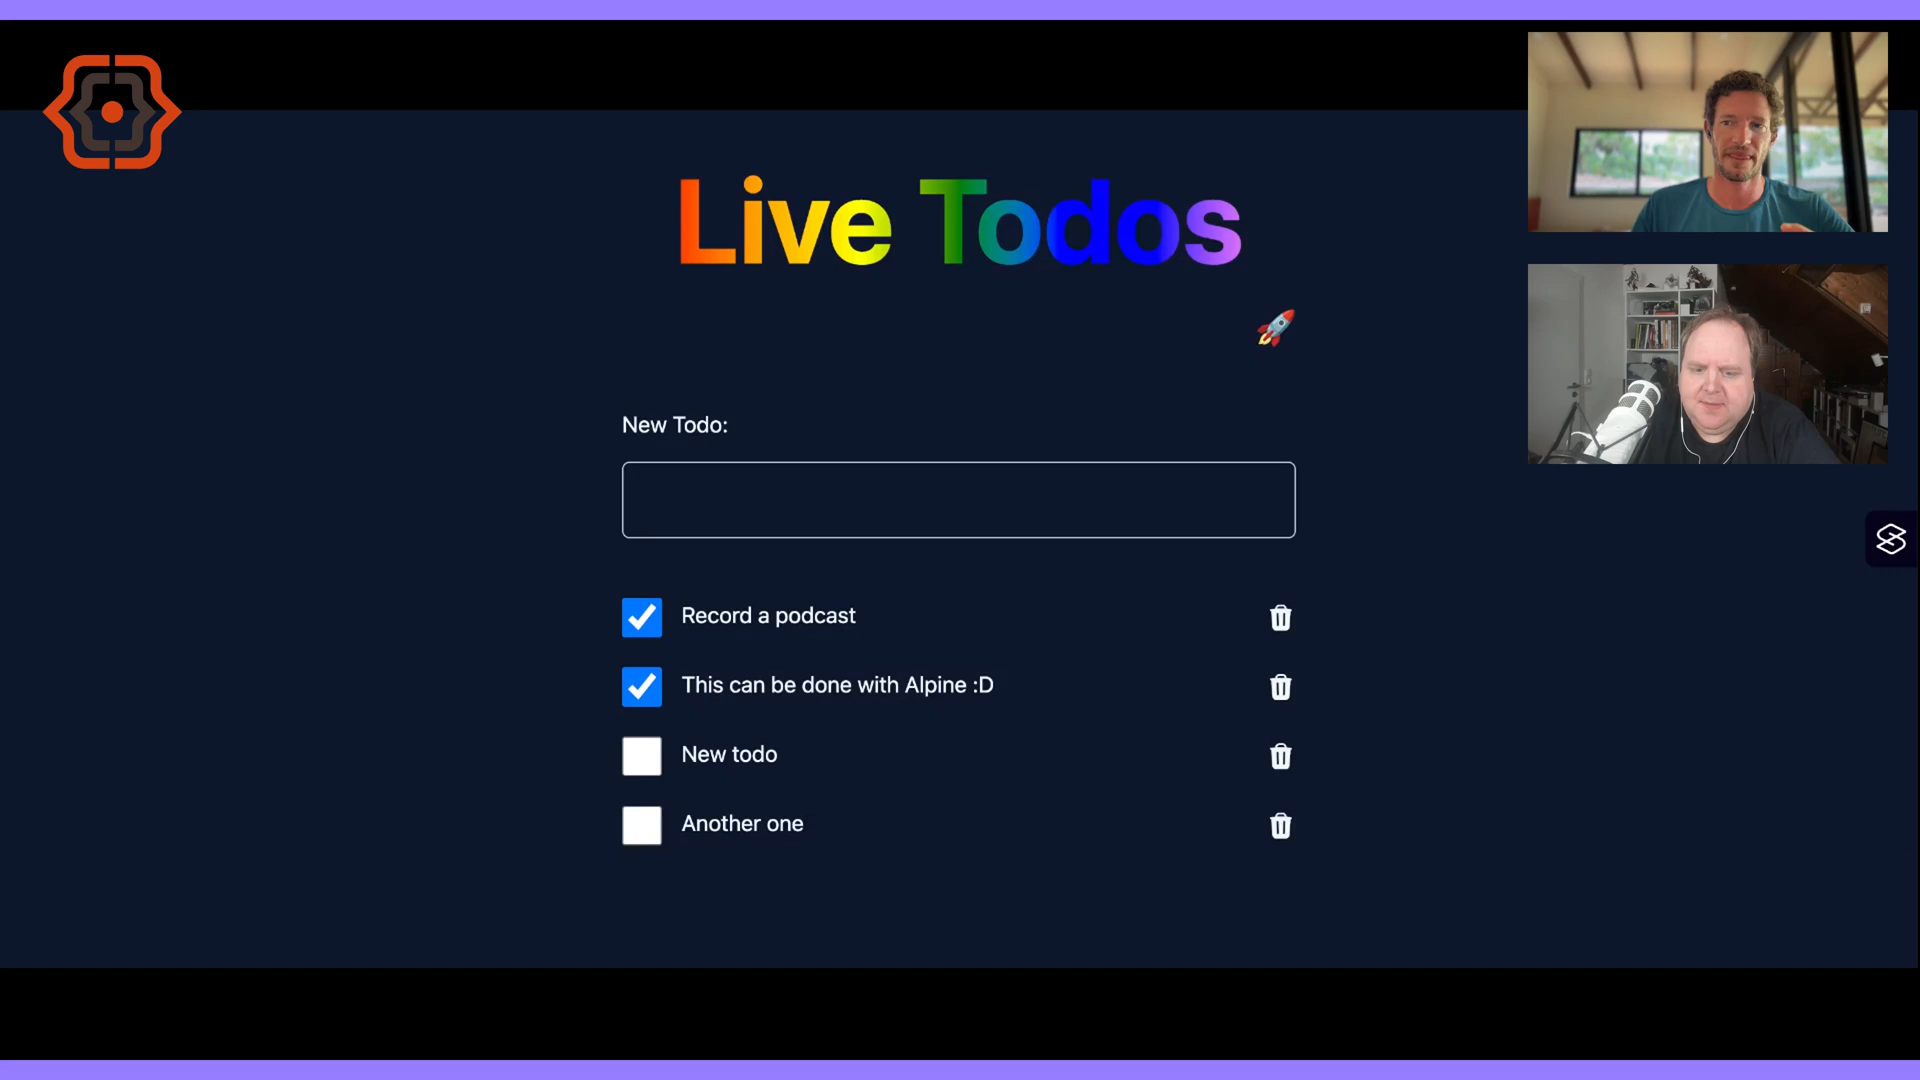 Live Todos
New Todo:
Record a podcast
This can be done with Alpine :D
New todo
Another one